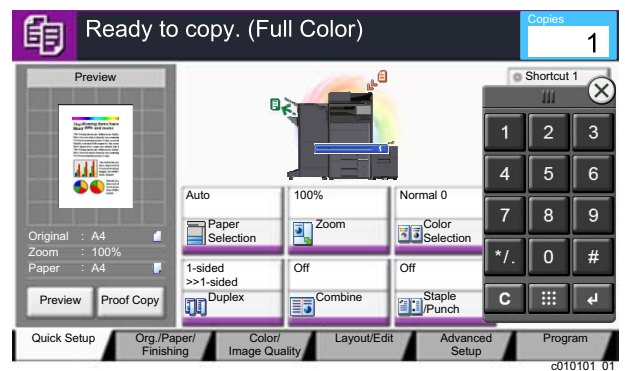 Ready to copy. (Full Color)
Copies
1
Preview
Original : A4
Zoom : 100%
Paper : A4
Preview
Proof Copy
Shortcut 1
Auto
Paper
Selection
100%
Zoom
Normal 0
Color
Selection
1-sided
>>1-sided
Duplex
Off
Combine
Off
Staple
/Punch
1 2 3
4 5 6
7 8 9
*/. 0 #
C
Quick Setup
Org./Paper/
Finishing
Color/
Image Quality
Layout/Edit
Advanced
Setup
Program
c010101_01